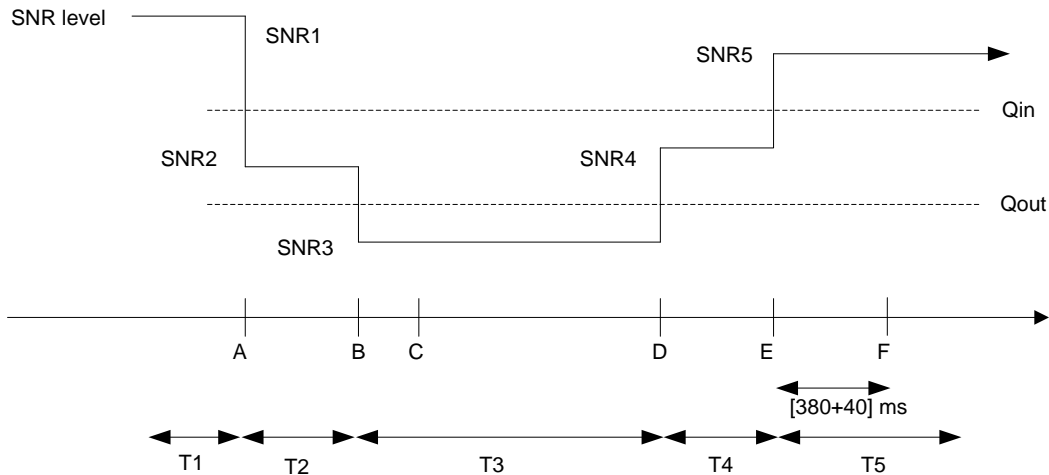 SNR level
SNR1
SNR5
Qin
SNR2
SNR4
Qout
SNR3
A
B
C
D
E
F
[380+40] ms
T1
T2
T3
T4
T5